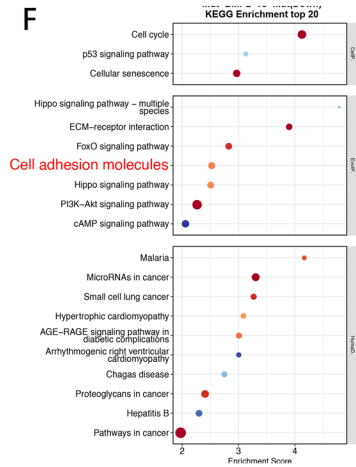 F
KEGG Enrichment top 20
Cell cycle
p53 signaling pathway
Cellular senescence
CellP.
Hippo signaling pathway − multiple
species
ECM−receptor interaction
FoxO signaling pathway
Cell adhesion molecules
Hippo signaling pathway
PI3K−Akt signaling pathway
cAMP signaling pathway
EnvIP.
Malaria
MicroRNAs in cancer
Small cell lung cancer
Hypertrophic cardiomyopathy
AGE−RAGE signaling pathway in
diabetic complications
Arrhythmogenic right ventricular
cardiomyopathy
Chagas disease
Proteoglycans in cancer
Hepatitis B
Pathways in cancer
HumaD.
2 3 4
Enrichment Score